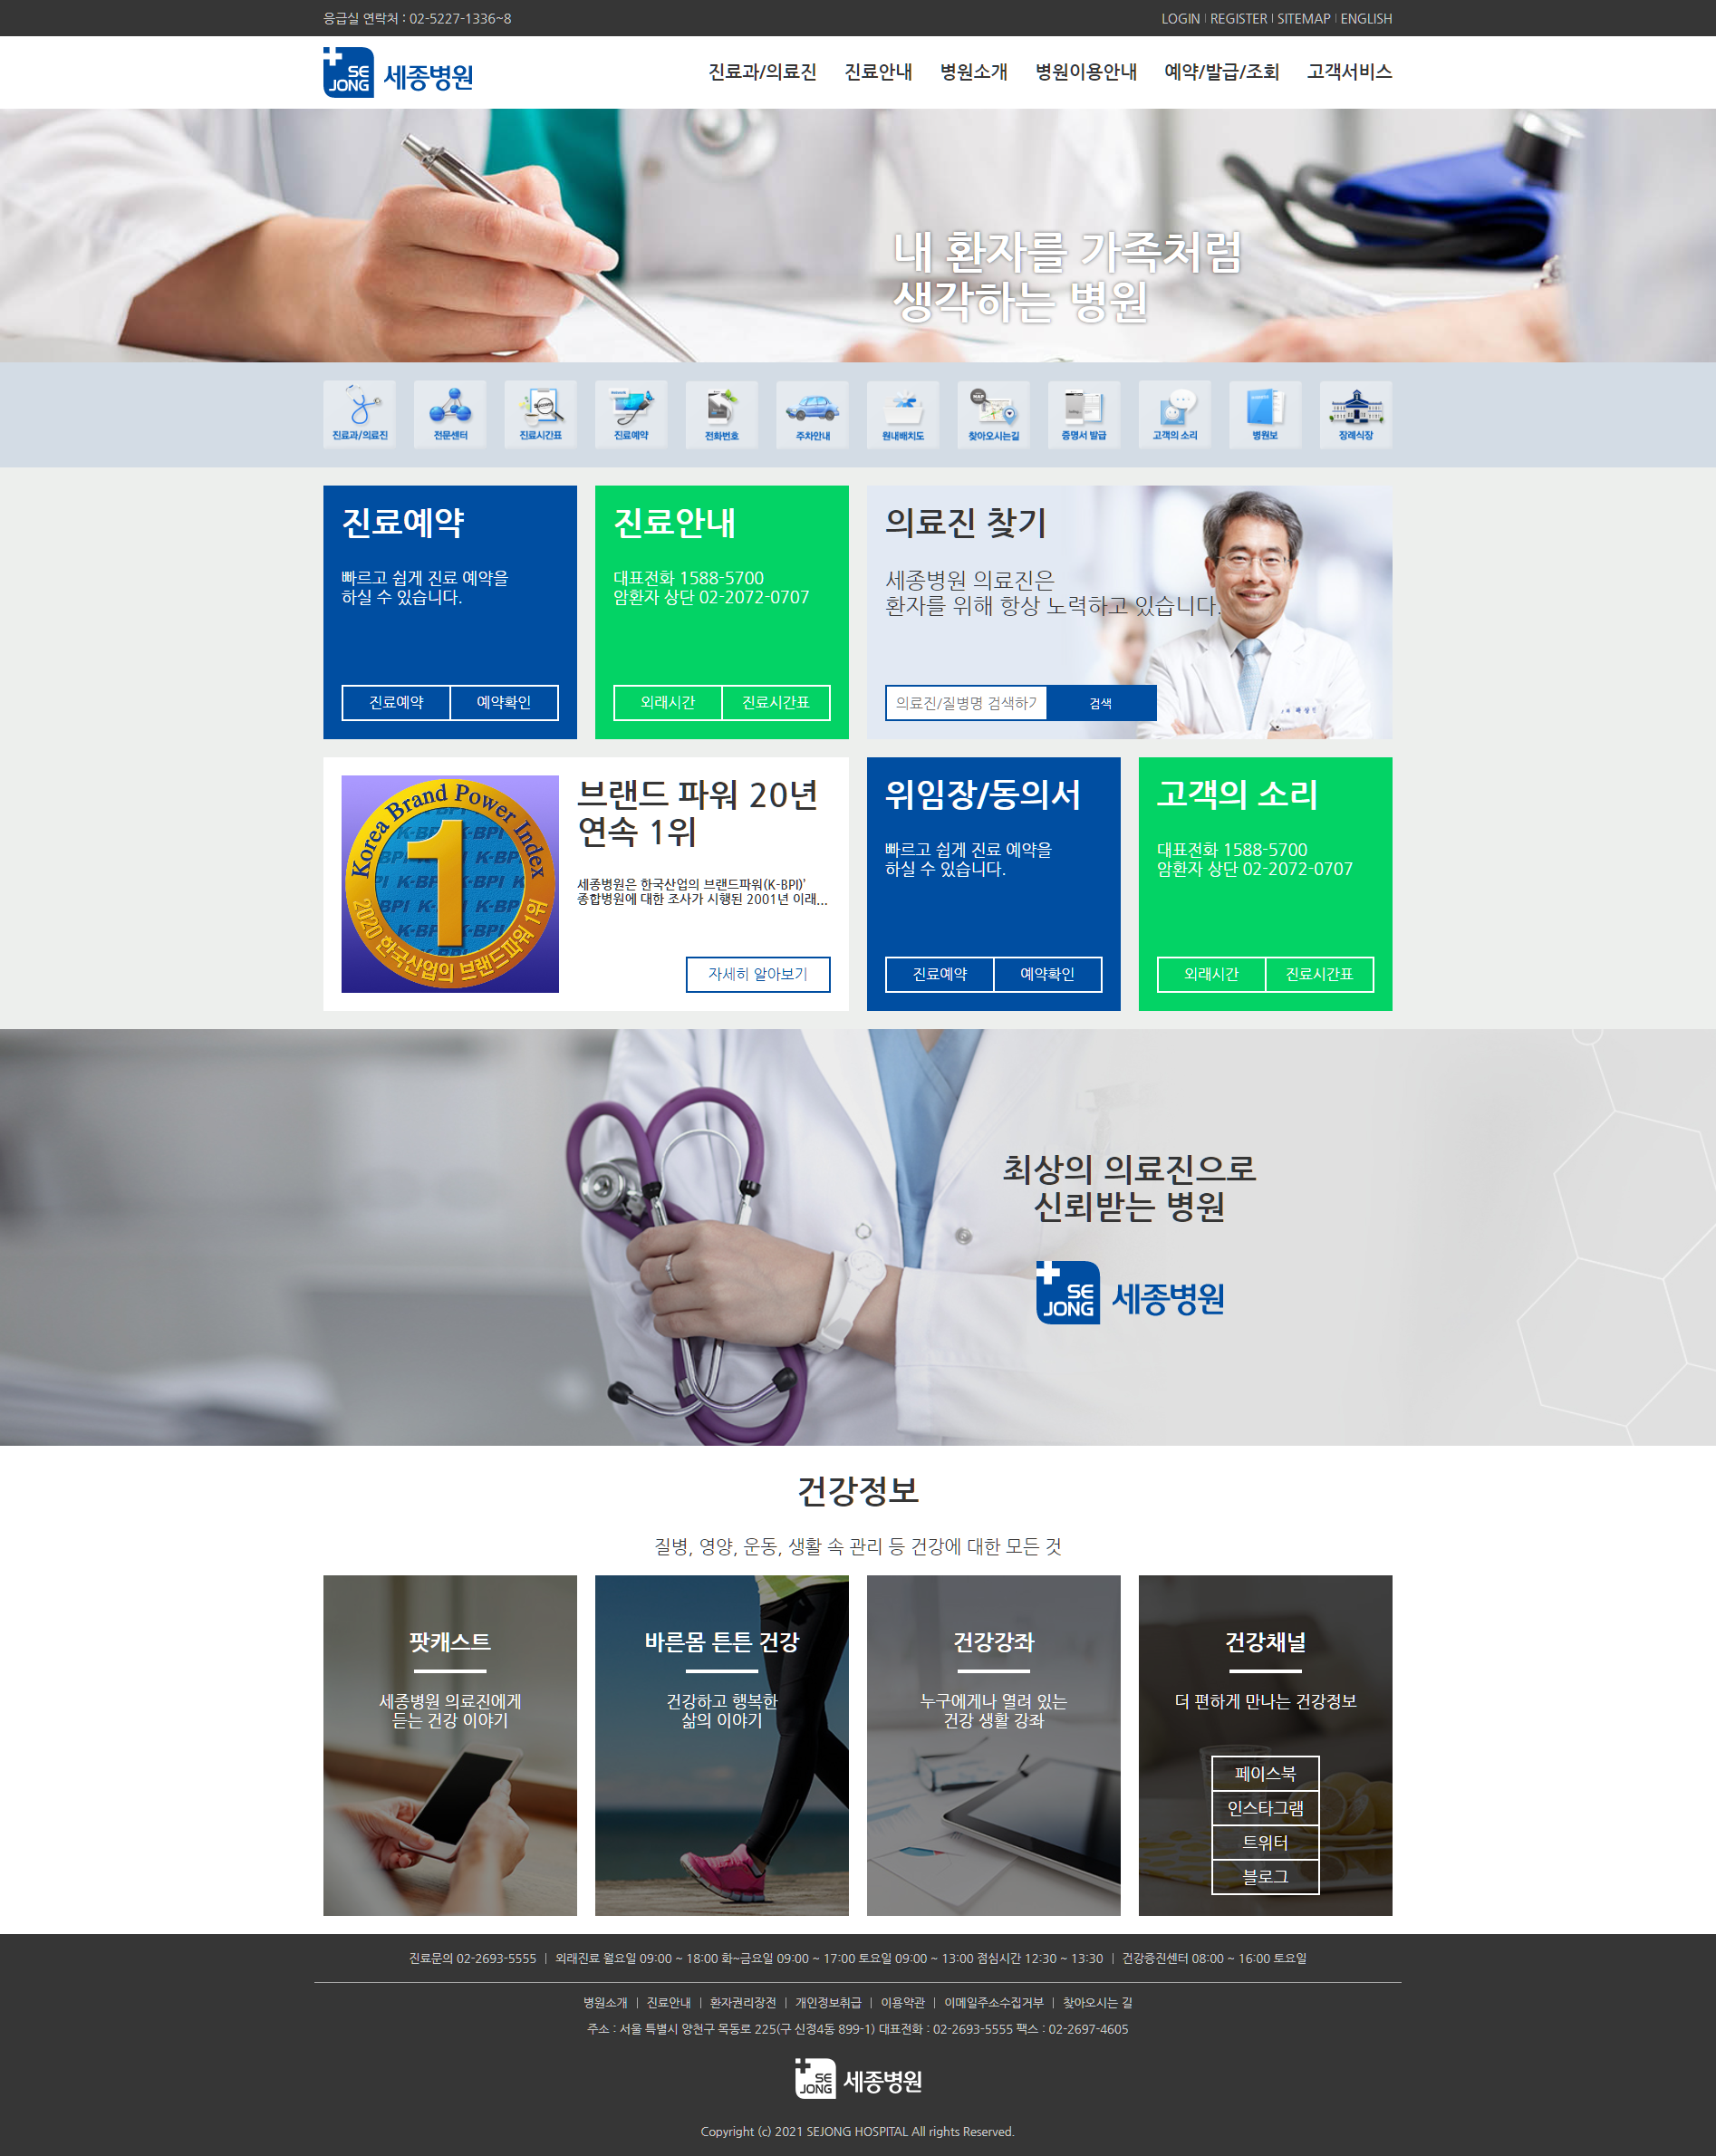 응급실 연락처 : 02-5227-1336~8
LOGIN | REGISTER | SITEMAP | ENGLISH
SE
JONG
세종병원
진료과/의료진 진료안내 병원소개 병원이용안내 예약/발급/조회 고객서비스
내 환자를 가족처럼
생각하는 병원
진료과/의료진 전문센터 진료시간표 진료예약 전화번호 주차안내 원내배치도 찾아오시는길 증명서 발급 고객의 소리 병원보 장례식장
진료예약
빠르고 쉽게 진료 예약을
하실 수 있습니다.
진료예약 예약확인
진료안내
대표전화 1588-5700
암환자 상단 02-2072-0707
외래시간 진료시간표
의료진 찾기
세종병원 의료진은
환자를 위해 항상 노력하고 있습니다.
의료진/질병명 검색하기 검색
Korea Brand Power Index
K-BPI
1
2020 한국산업의 브랜드파워 1위
브랜드 파워 20년
연속 1위
세종병원은 한국산업의 브랜드파워(K-BPI)’
종합병원에 대한 조사가 시행된 2001년 이래...
자세히 알아보기
위임장/동의서
빠르고 쉽게 진료 예약을
하실 수 있습니다.
진료예약 예약확인
고객의 소리
대표전화 1588-5700
암환자 상단 02-2072-0707
외래시간 진료시간표
최상의 의료진으로
신뢰받는 병원
SE
JONG
세종병원
건강정보
질병, 영양, 운동, 생활 속 관리 등 건강에 대한 모든 것
팟캐스트
세종병원 의료진에게
듣는 건강 이야기
바른몸 튼튼 건강
건강하고 행복한
삶의 이야기
건강강좌
누구에게나 열려 있는
건강 생활 강좌
건강채널
더 편하게 만나는 건강정보
페이스북
인스타그램
트위터
블로그
진료문의 02-2693-5555 | 외래진료 월요일 09:00 ~ 18:00 화~금요일 09:00 ~ 17:00 토요일 09:00 ~ 13:00 점심시간 12:30 ~ 13:30 | 건강증진센터 08:00 ~ 16:00 토요일
병원소개 | 진료안내 | 환자권리장전 | 개인정보취급 | 이용약관 | 이메일주소수집거부 | 찾아오시는 길
주소 : 서울 특별시 양천구 목동로 225(구 신정4동 899-1) 대표전화 : 02-2693-5555 팩스 : 02-2697-4605
SE
JONG
세종병원
Copyright (c) 2021 SEJONG HOSPITAL All rights Reserved.